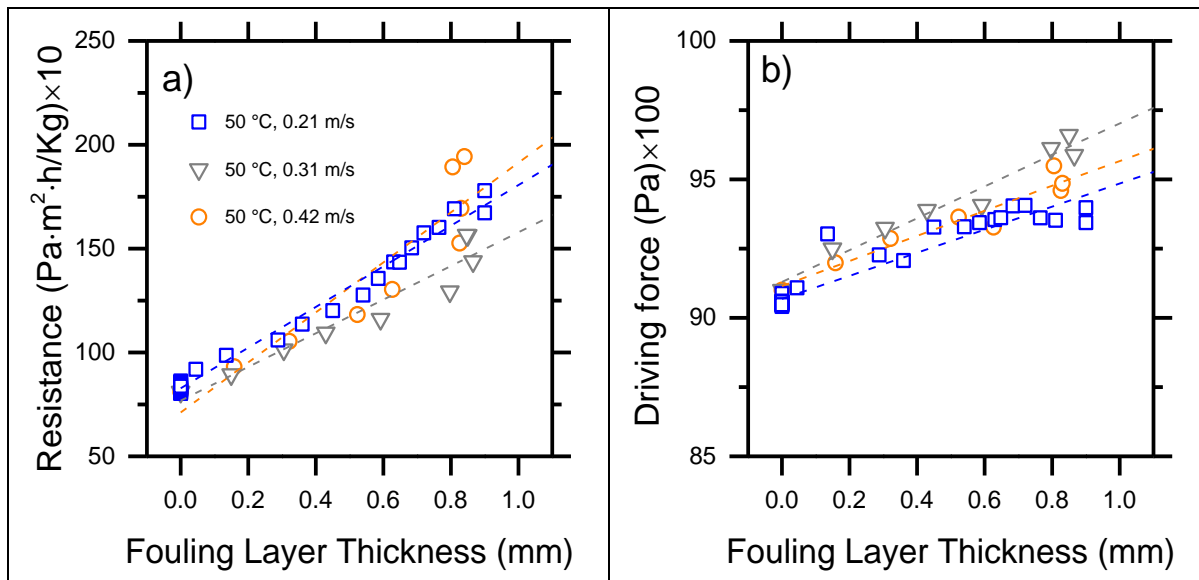 a)
50 °C, 0.21 m/s
50 °C, 0.31 m/s
50 °C, 0.42 m/s
250
200
150
100
50
0.0 0.2 0.4 0.6 0.8 1.0
Resistance (Pa·m²·h/Kg)×10
Fouling Layer Thickness (mm)
b)
100
95
90
85
0.0 0.2 0.4 0.6 0.8 1.0
Driving force (Pa)×100
Fouling Layer Thickness (mm)